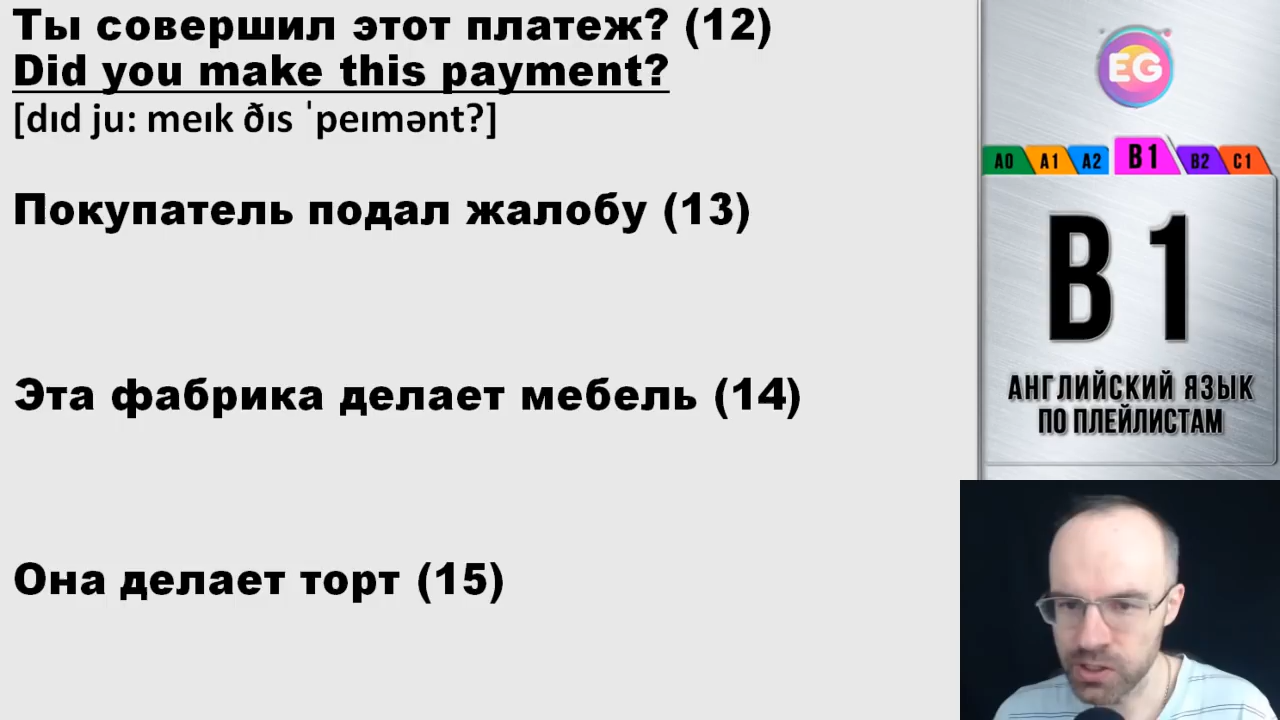 Ты совершил этот платеж? (12)
Did you make this payment?
[dɪd ju: meɪk ðɪs ˈpeɪmənt?]
Покупатель подал жалобу (13)
Эта фабрика делает мебель (14)
Она делает торт (15)
EG
A0 A1 A2 B1 B2 C1
B1
АНГЛИЙСКИЙ ЯЗЫК
ПО ПЛЕЙЛИСТАМ